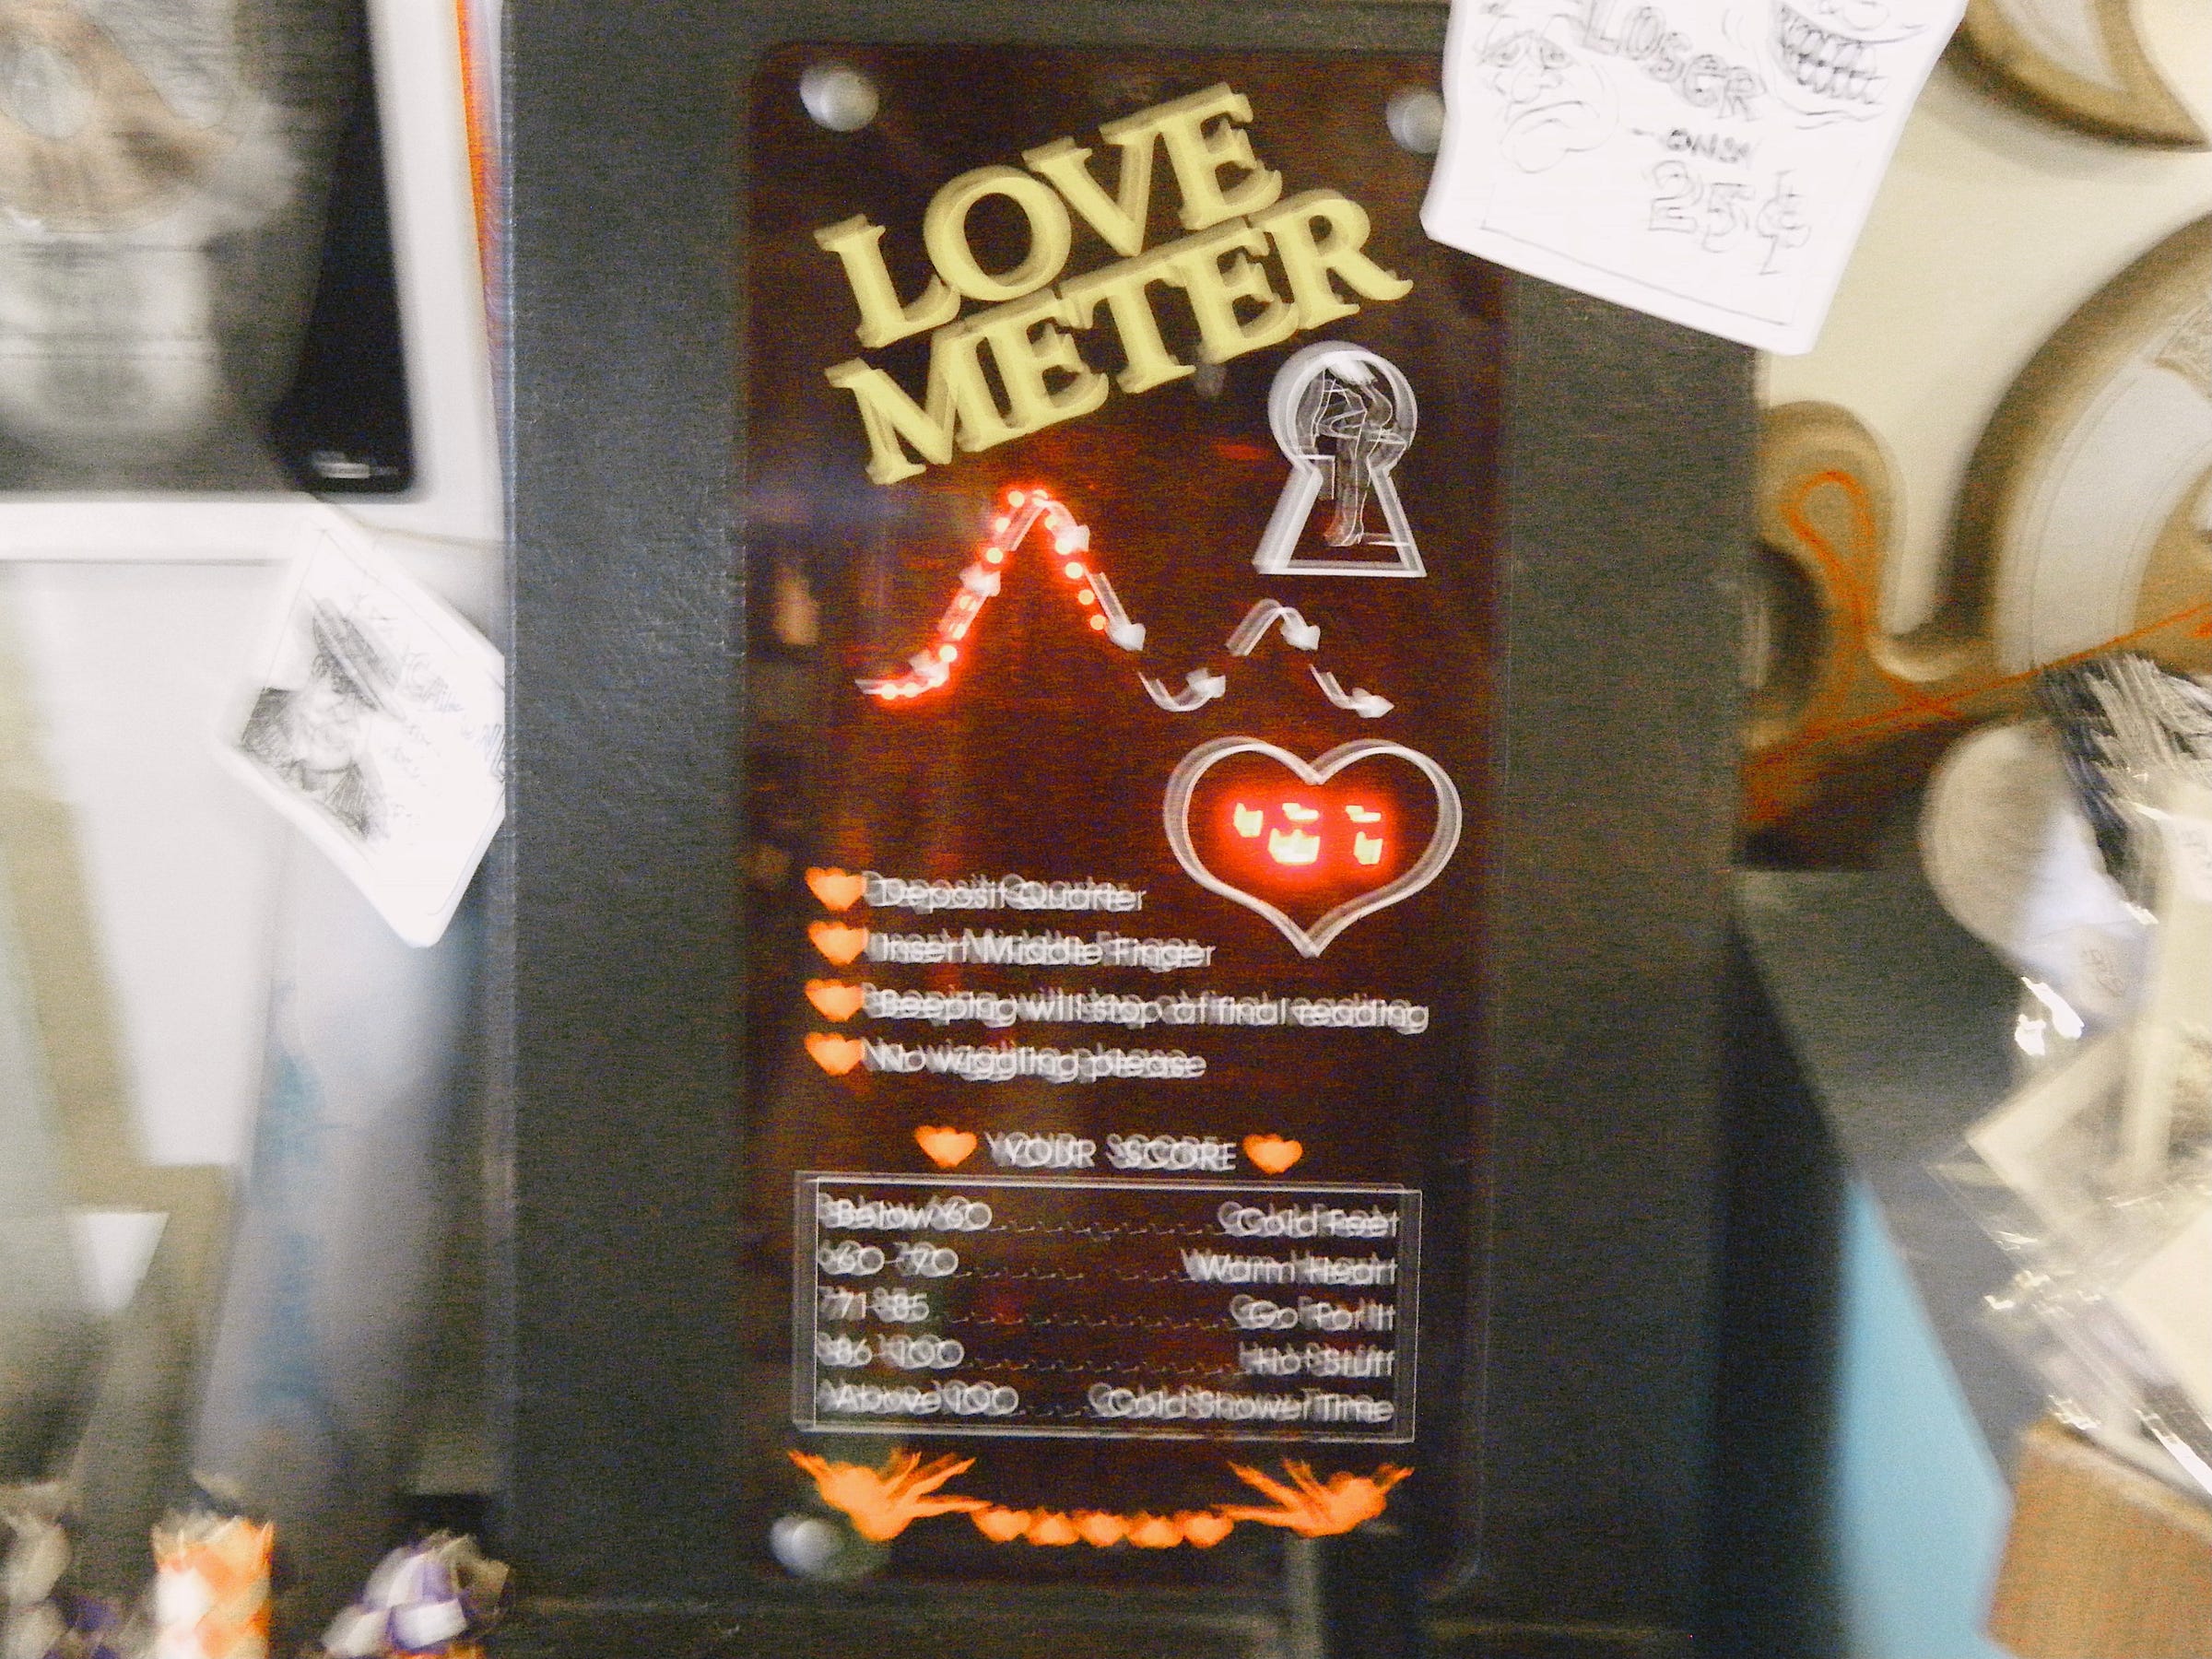 LOSER
25¢
LOVE
METER
Deposit Quarter
Insert Middle Finger
Beeping will stop at final reading
No wiggling please
YOUR SCORE
Below 60 Cold Feet
60-70 Warm Heart
71-85 Go For It
86-100 Hot Stuff
Above 100 Cold Shower Time